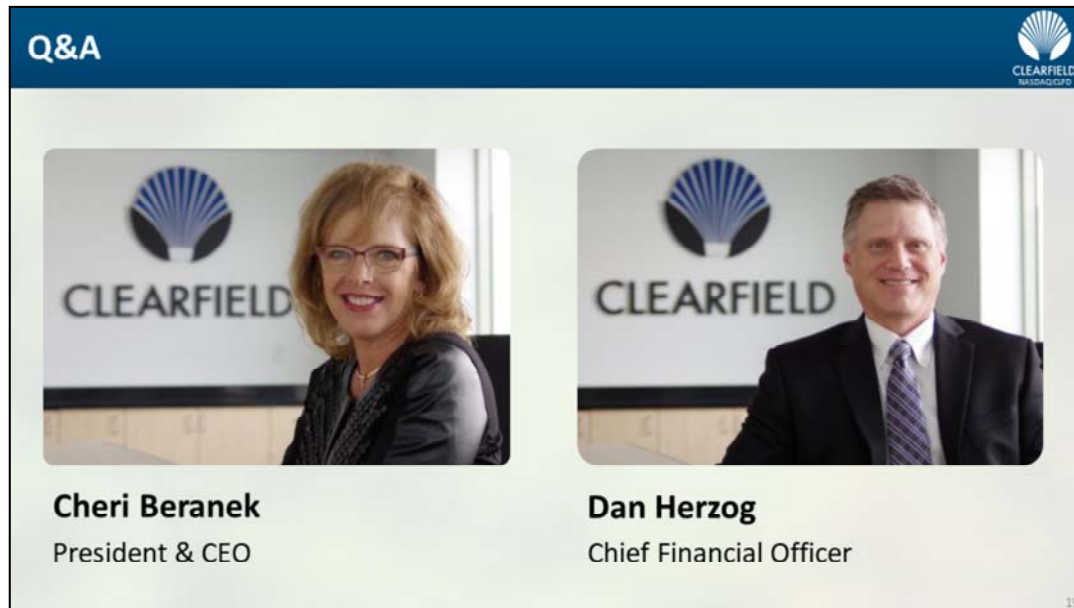 Q&A
CLEARFIELD
NASDAQ:CLFD
CLEARFIELD
CLEARFIELD
Cheri Beranek
President & CEO
Dan Herzog
Chief Financial Officer